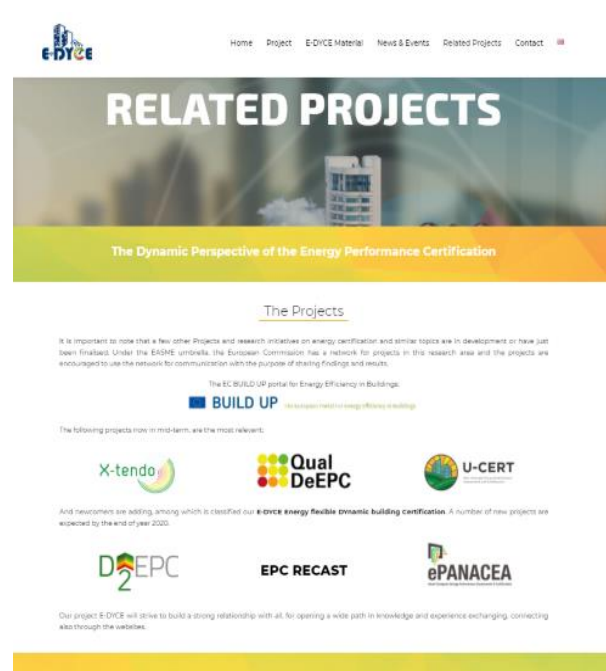 E-DYCE
Home Project E-DYCE Material News & Events Related Projects Contact
RELATED PROJECTS
The Dynamic Perspective of the Energy Performance Certification
The Projects
It is important to note that a few other Projects and research initiatives on energy certification and similar topics are in development or have just
been finalised. Under the EASME umbrella, the European Commission has a network for projects in this research area and the projects are
encouraged to use the network for communication with the purpose of sharing findings and results.
The EC BUILD UP portal for Energy Efficiency in Buildings:
BUILD UP The European portal for energy efficiency in buildings
The following projects now in mid-term, are the most relevant:
X-tendo
Qual
DeEPC
U-CERT
And newcomers are adding, among which is classified our E-DYCE Energy flexible Dynamic building Certification. A number of new projects are
expected by the end of year 2020.
D2EPC
EPC RECAST
ePANACEA
Our project E-DYCE will strive to build a strong relationship with all, for opening a wide path in knowledge and experience exchanging, connecting
also through the websites.